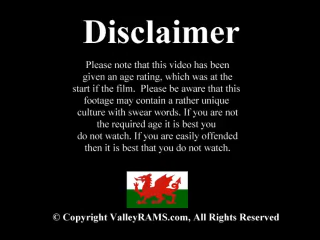 Disclaimer
Please note that this video has been
given an age rating, which was at the
start if the film. Please be aware that this
footage may contain a rather unique
culture with swear words. If you are not
the required age it is best you
do not watch. If you are easily offended
then it is best that you do not watch.
© Copyright ValleyRAMS.com, All Rights Reserved